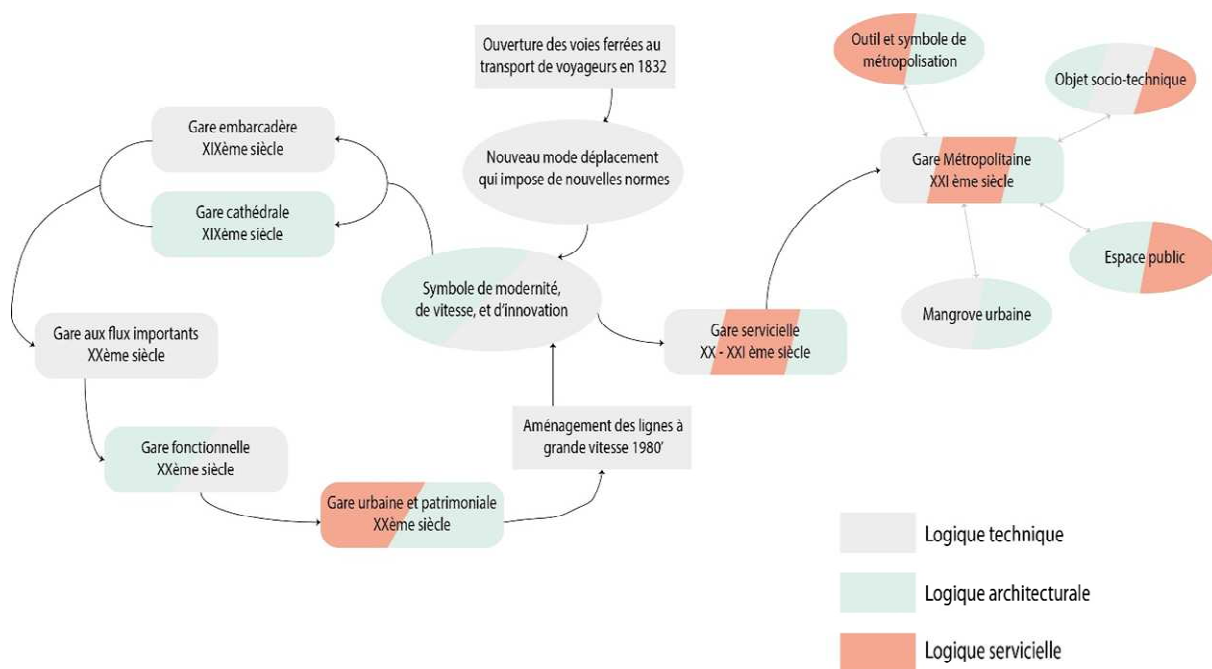 Ouverture des voies ferrées au
transport de voyageurs en 1832
Nouveau mode déplacement
qui impose de nouvelles normes
Symbole de modernité,
de vitesse, et d'innovation
Gare embarcadère
XIXème siècle
Gare cathédrale
XIXème siècle
Gare aux flux importants
XXème siècle
Gare fonctionnelle
XXème siècle
Gare urbaine et patrimoniale
XXème siècle
Aménagement des lignes à
grande vitesse 1980'
Gare servicielle
XX - XXI ème siècle
Gare Métropolitaine
XXI ème siècle
Outil et symbole de
métropolisation
Objet socio-technique
Espace public
Mangrove urbaine
Logique technique
Logique architecturale
Logique servicielle